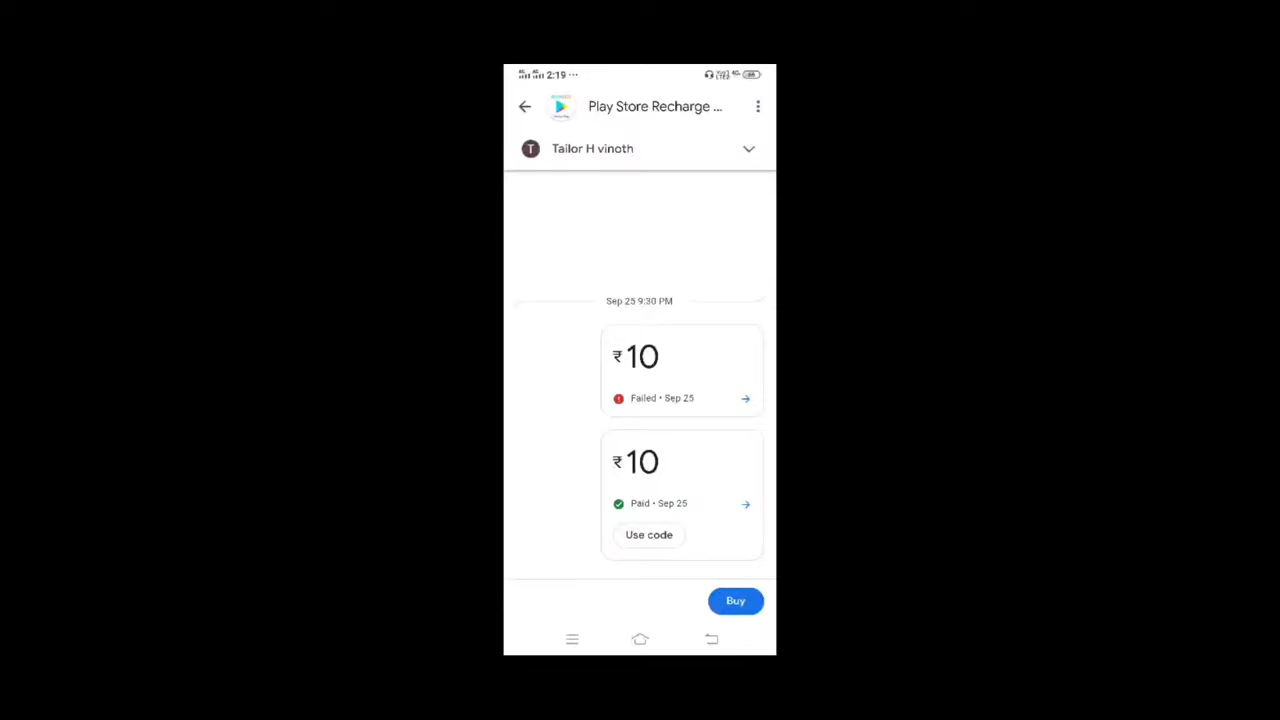 2:19 ...
Play Store Recharge ...
T Tailor H vinoth
Sep 25 9:30 PM
₹10
Failed • Sep 25
₹10
Paid • Sep 25
Use code
Buy